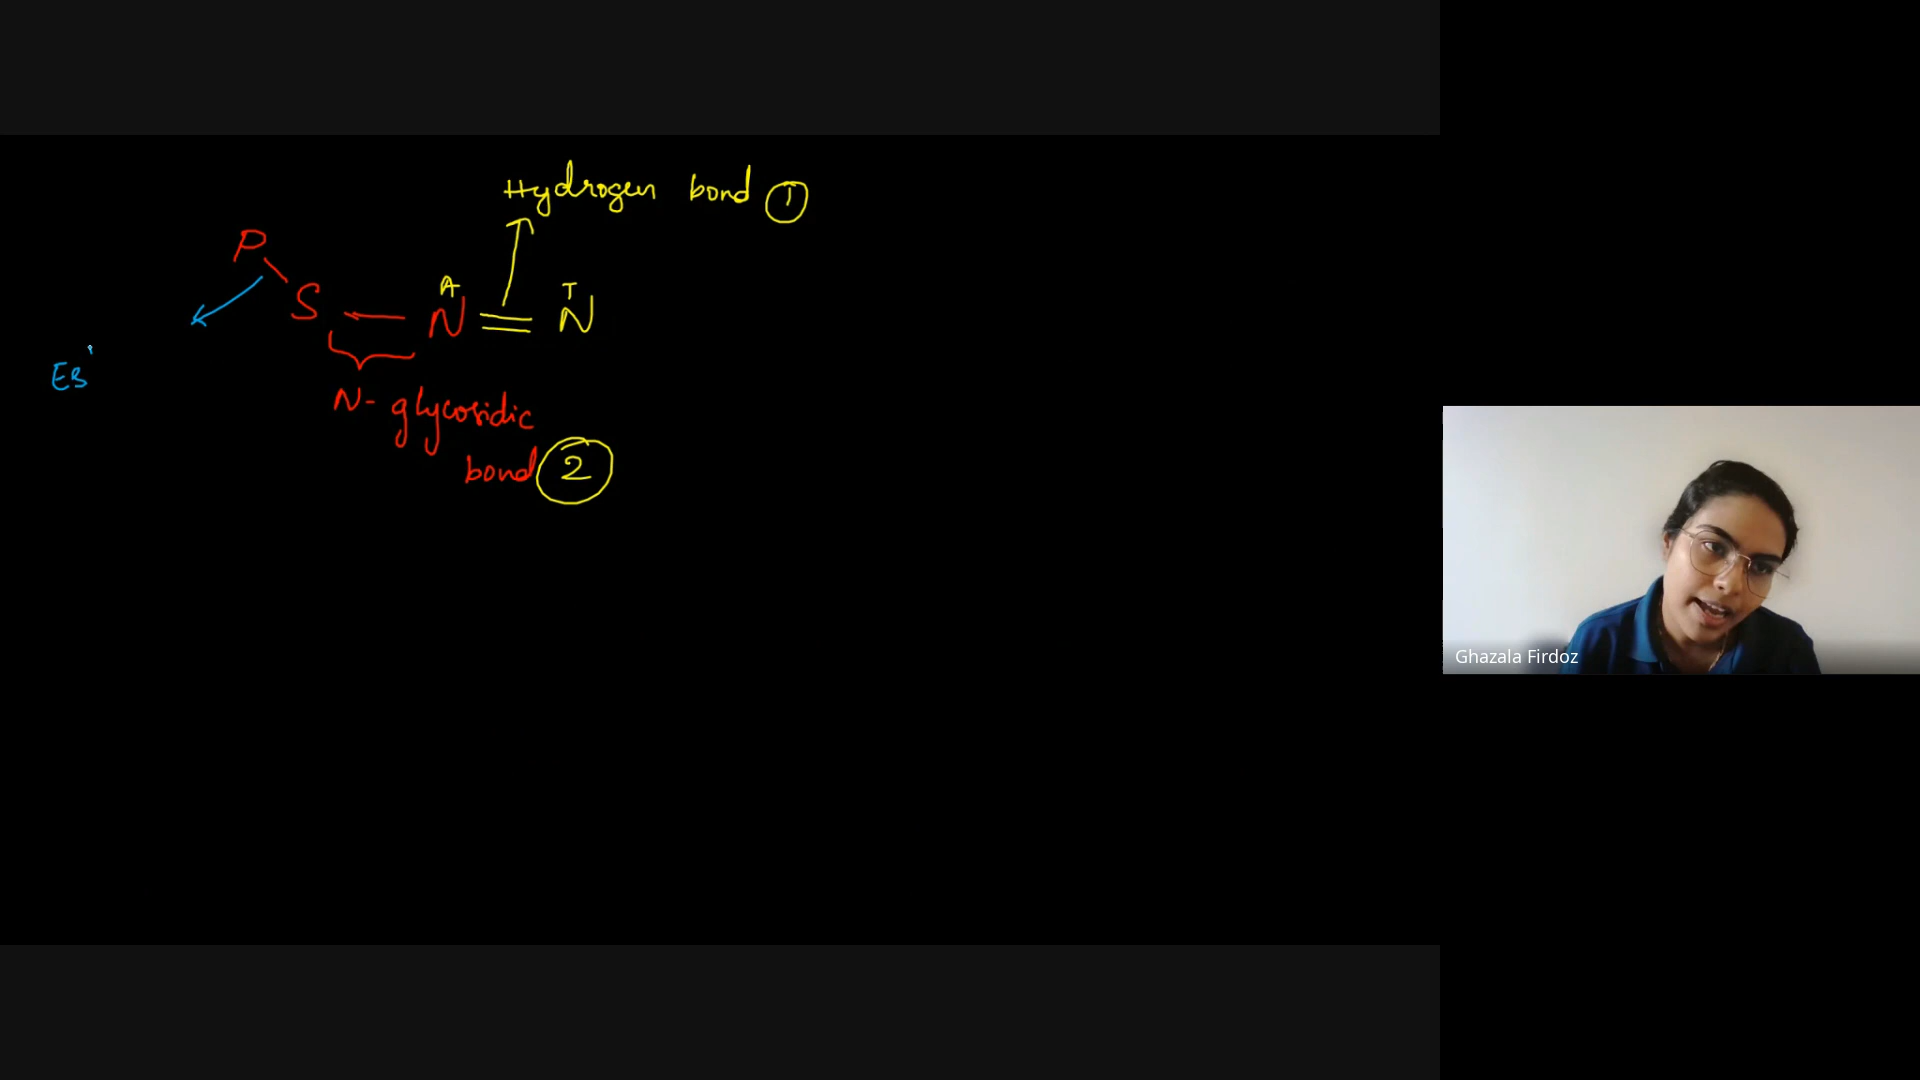 Hydrogen bond 1
P
S N A N T
N-glycosidic
bond 2
Es
Ghazala Firdoz